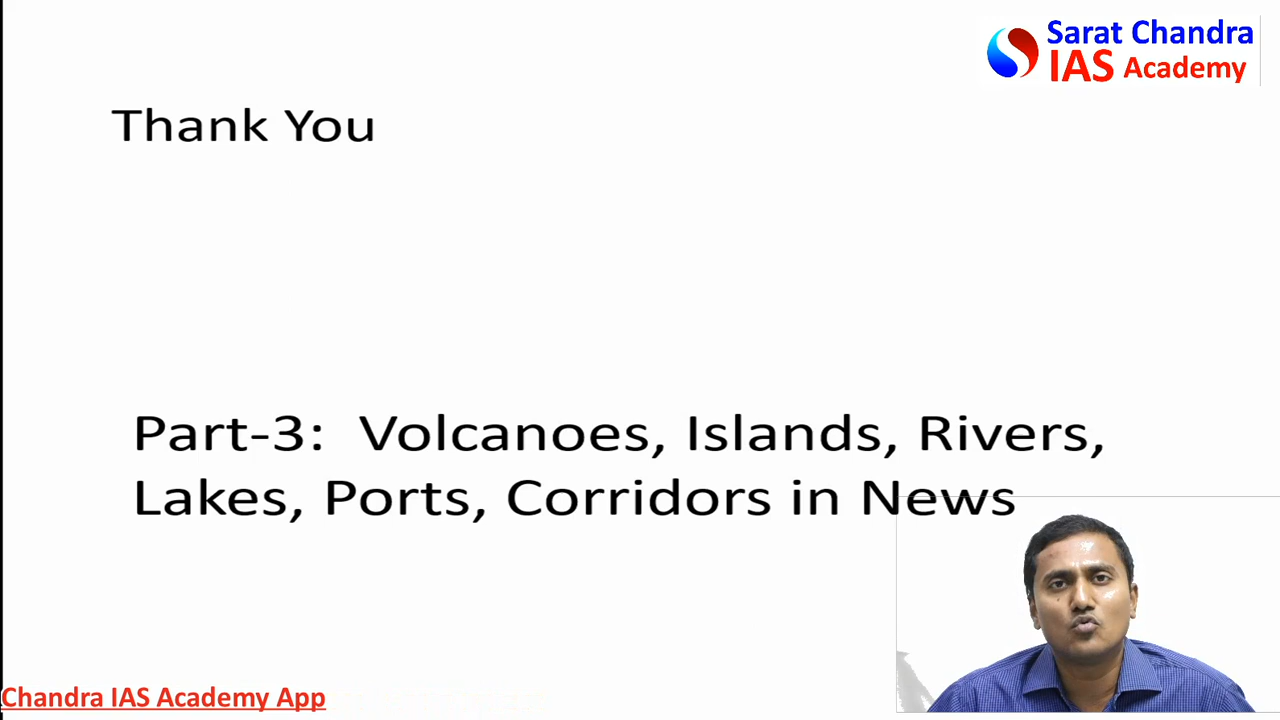 Sarat Chandra
IAS Academy
Thank You
Part-3: Volcanoes, Islands, Rivers,
Lakes, Ports, Corridors in News
Chandra IAS Academy App